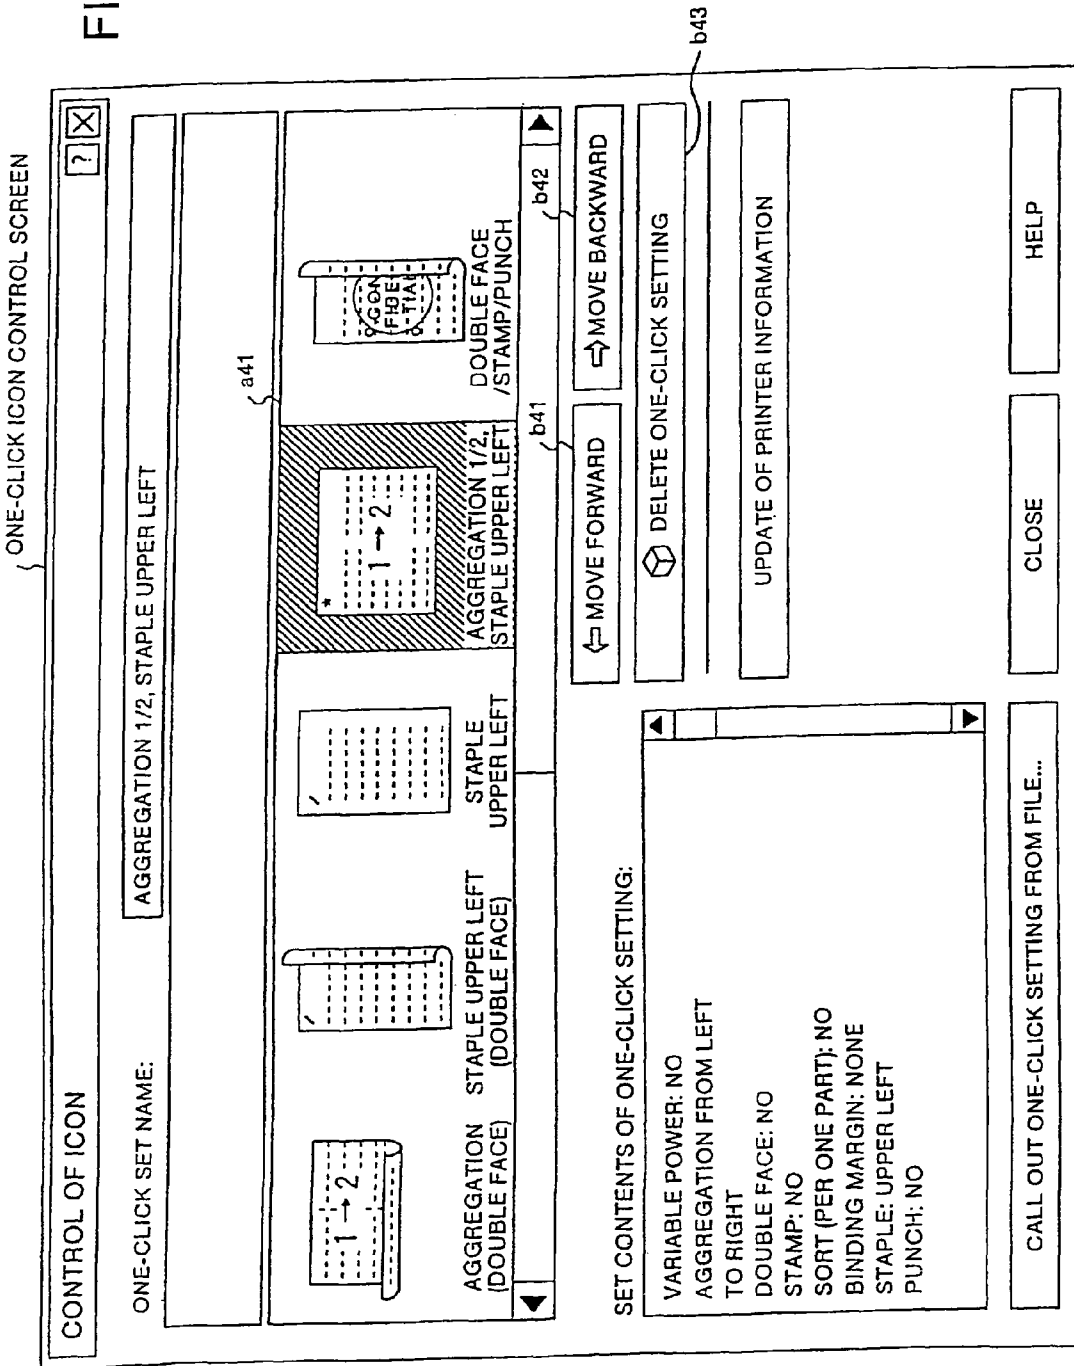 FI
ONE-CLICK ICON CONTROL SCREEN
CONTROL OF ICON
? X
ONE-CLICK SET NAME:
AGGREGATION 1/2, STAPLE UPPER LEFT
a41
1 → 2
1 → 2
CON
FIDE
TIAL
AGGREGATION
(DOUBLE FACE)
STAPLE UPPER LEFT
(DOUBLE FACE)
STAPLE
UPPER LEFT
AGGREGATION 1/2,
STAPLE UPPER LEFT
DOUBLE FACE
/STAMP/PUNCH
b41
b42
MOVE FORWARD
MOVE BACKWARD
DELETE ONE-CLICK SETTING
b43
UPDATE OF PRINTER INFORMATION
SET CONTENTS OF ONE-CLICK SETTING:
VARIABLE POWER: NO
AGGREGATION FROM LEFT
TO RIGHT
DOUBLE FACE: NO
STAMP: NO
SORT (PER ONE PART): NO
BINDING MARGIN: NONE
STAPLE: UPPER LEFT
PUNCH: NO
CALL OUT ONE-CLICK SETTING FROM FILE...
CLOSE
HELP